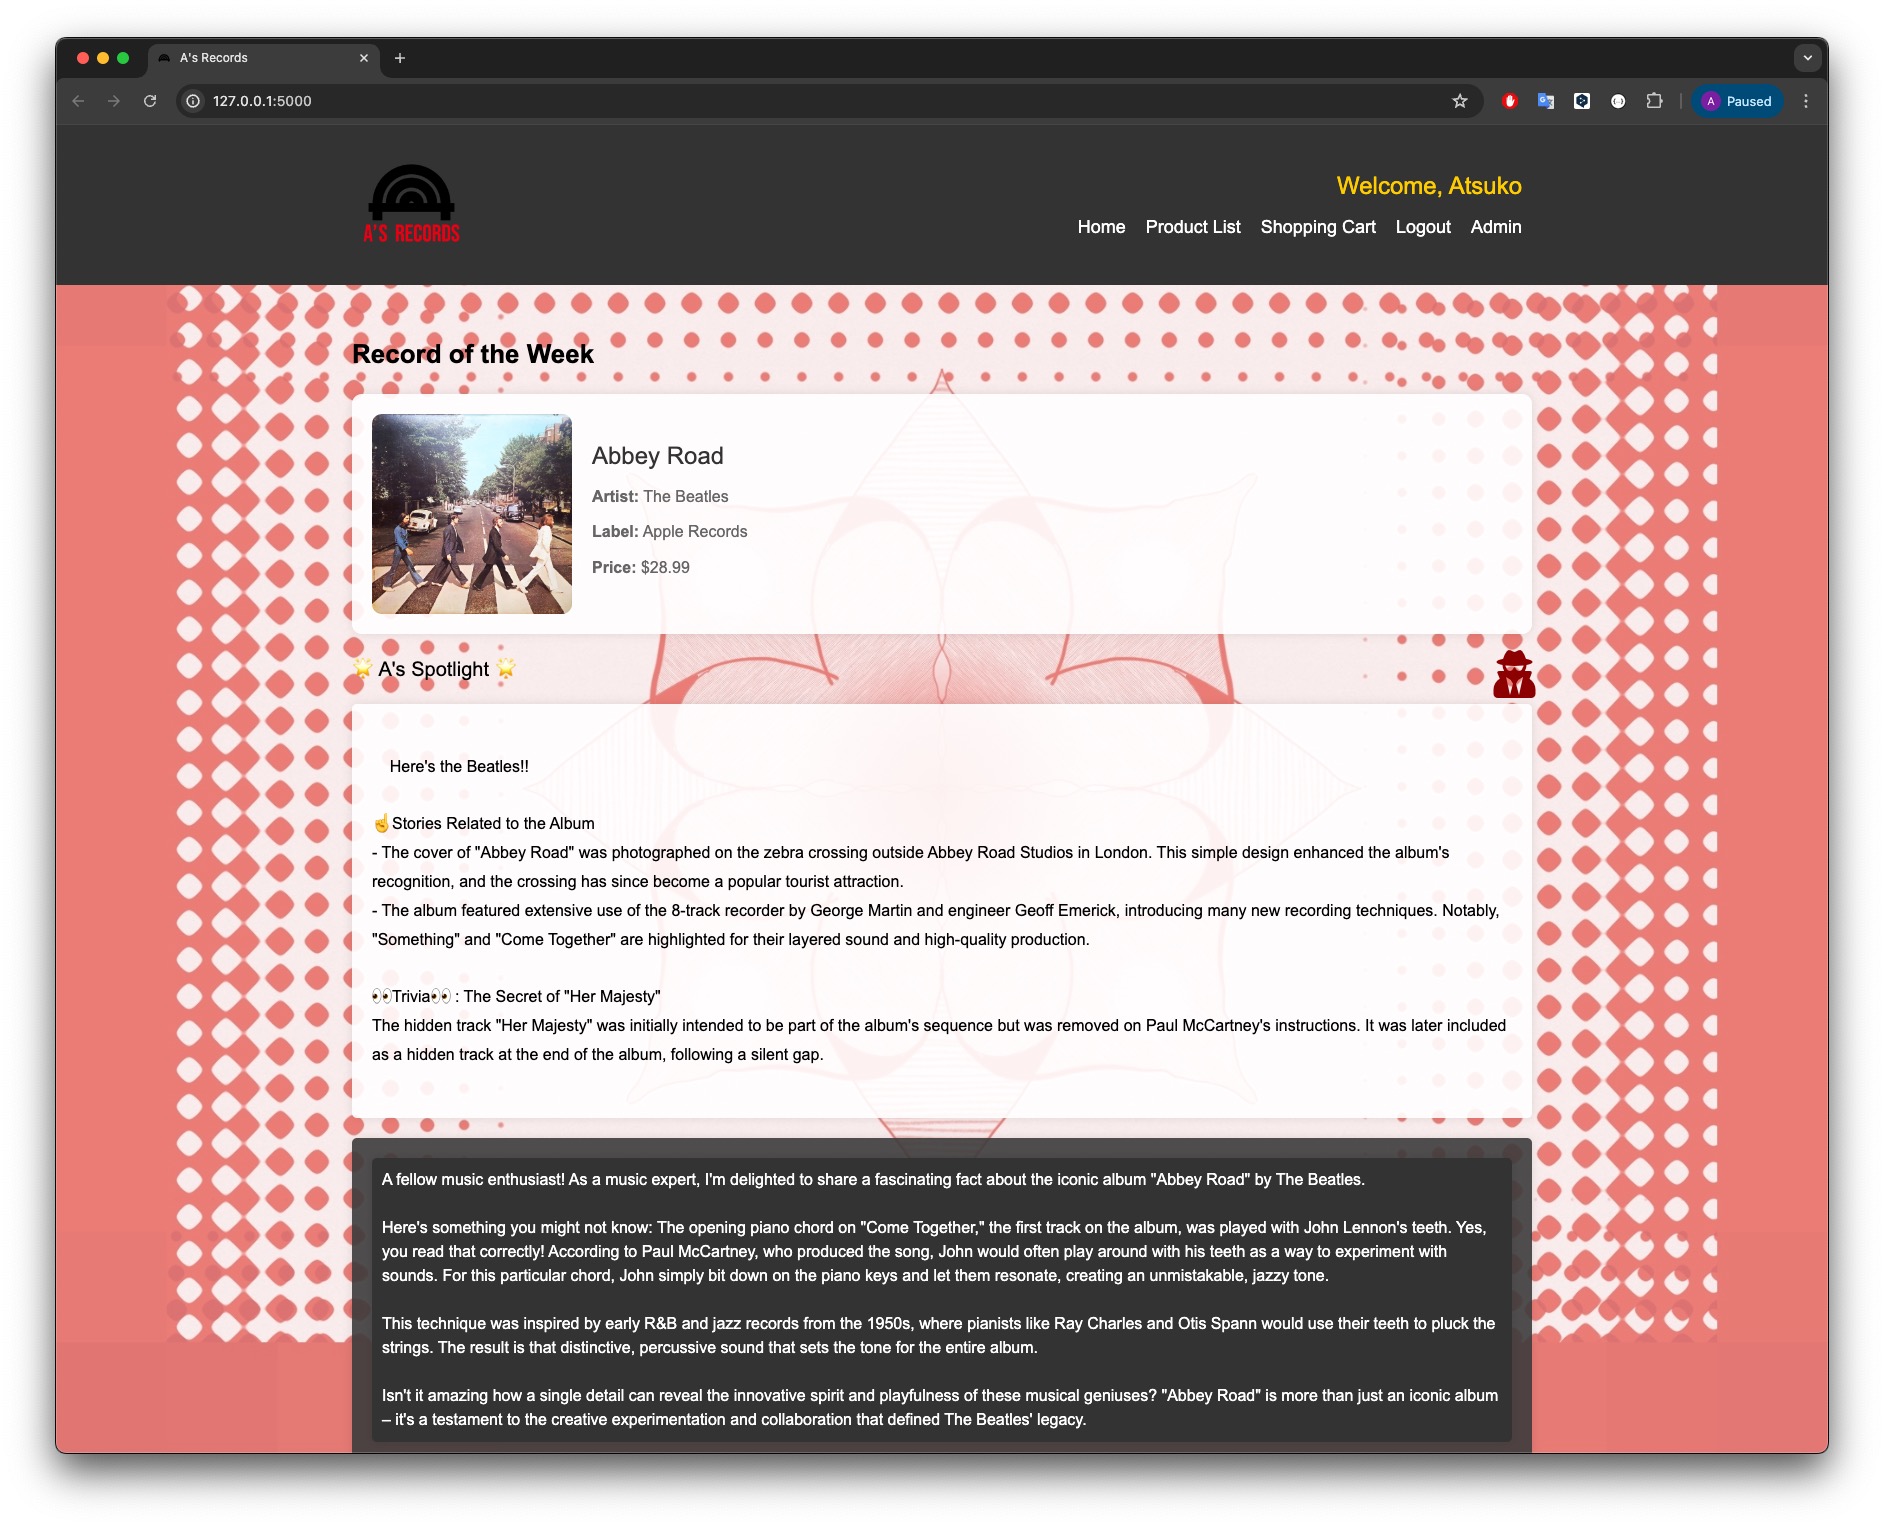 A's Records
127.0.0.1:5000
A
Paused
A'S RECORDS
Welcome, Atsuko
Home Product List Shopping Cart Logout Admin
Record of the Week
Abbey Road
Artist: The Beatles
Label: Apple Records
Price: $28.99
🌟 A's Spotlight 🌟
Here's the Beatles!!
☝️Stories Related to the Album
- The cover of "Abbey Road" was photographed on the zebra crossing outside Abbey Road Studios in London. This simple design enhanced the album's
recognition, and the crossing has since become a popular tourist attraction.
- The album featured extensive use of the 8-track recorder by George Martin and engineer Geoff Emerick, introducing many new recording techniques. Notably,
"Something" and "Come Together" are highlighted for their layered sound and high-quality production.
👀Trivia👀 : The Secret of "Her Majesty"
The hidden track "Her Majesty" was initially intended to be part of the album's sequence but was removed on Paul McCartney's instructions. It was later included
as a hidden track at the end of the album, following a silent gap.
A fellow music enthusiast! As a music expert, I'm delighted to share a fascinating fact about the iconic album "Abbey Road" by The Beatles.
Here's something you might not know: The opening piano chord on "Come Together," the first track on the album, was played with John Lennon's teeth. Yes,
you read that correctly! According to Paul McCartney, who produced the song, John would often play around with his teeth as a way to experiment with
sounds. For this particular chord, John simply bit down on the piano keys and let them resonate, creating an unmistakable, jazzy tone.
This technique was inspired by early R&B and jazz records from the 1950s, where pianists like Ray Charles and Otis Spann would use their teeth to pluck the
strings. The result is that distinctive, percussive sound that sets the tone for the entire album.
Isn't it amazing how a single detail can reveal the innovative spirit and playfulness of these musical geniuses? "Abbey Road" is more than just an iconic album
– it's a testament to the creative experimentation and collaboration that defined The Beatles' legacy.